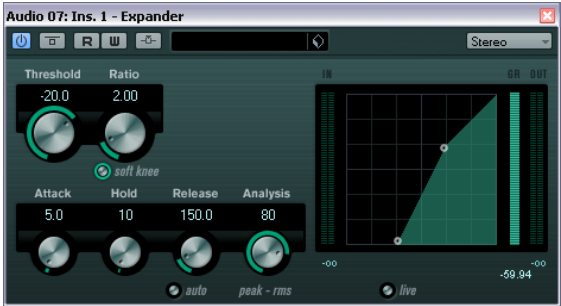 Audio 07: Ins. 1 - Expander
R W Stereo
Threshold Ratio
-20.0 2.00
soft knee
Attack Hold Release Analysis
5.0 10 150.0 80
auto peak - rms
IN GR OUT
-oo -oo
-59.94
live